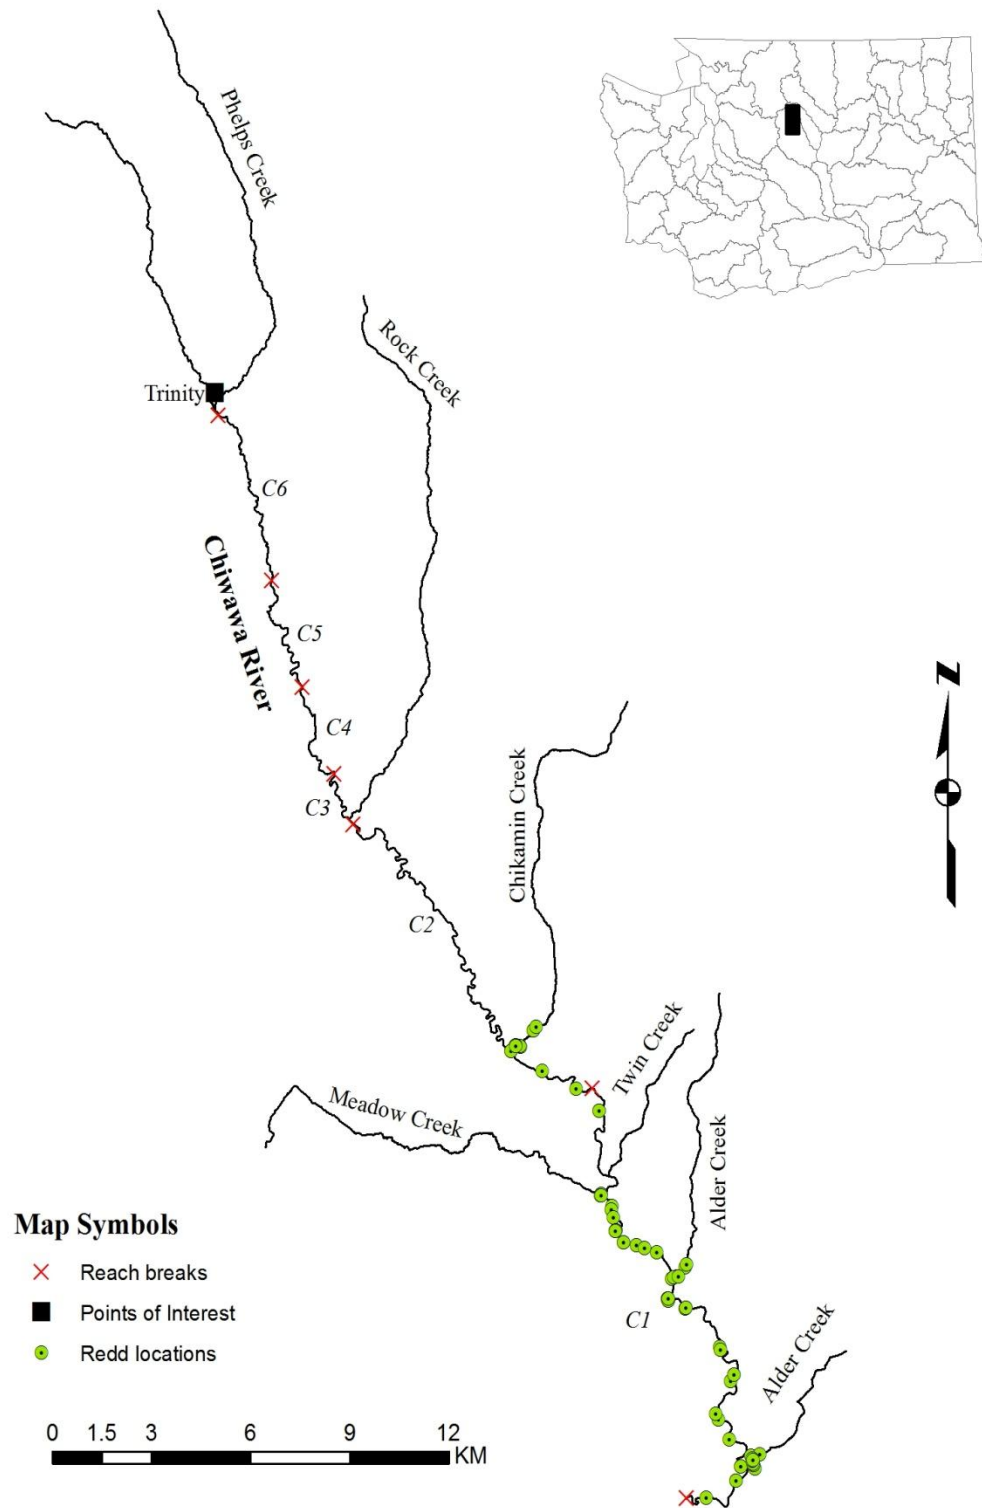 Phelps Creek
Rock Creek
Trinity
C6
Chiwawa River
C5
C4
C3
Chikamin Creek
C2
N
Twin Creek
Meadow Creek
Alder Creek
Map Symbols
Reach breaks
Points of Interest
Redd locations
C1
Alder Creek
0 1.5 3 6 9 12
KM